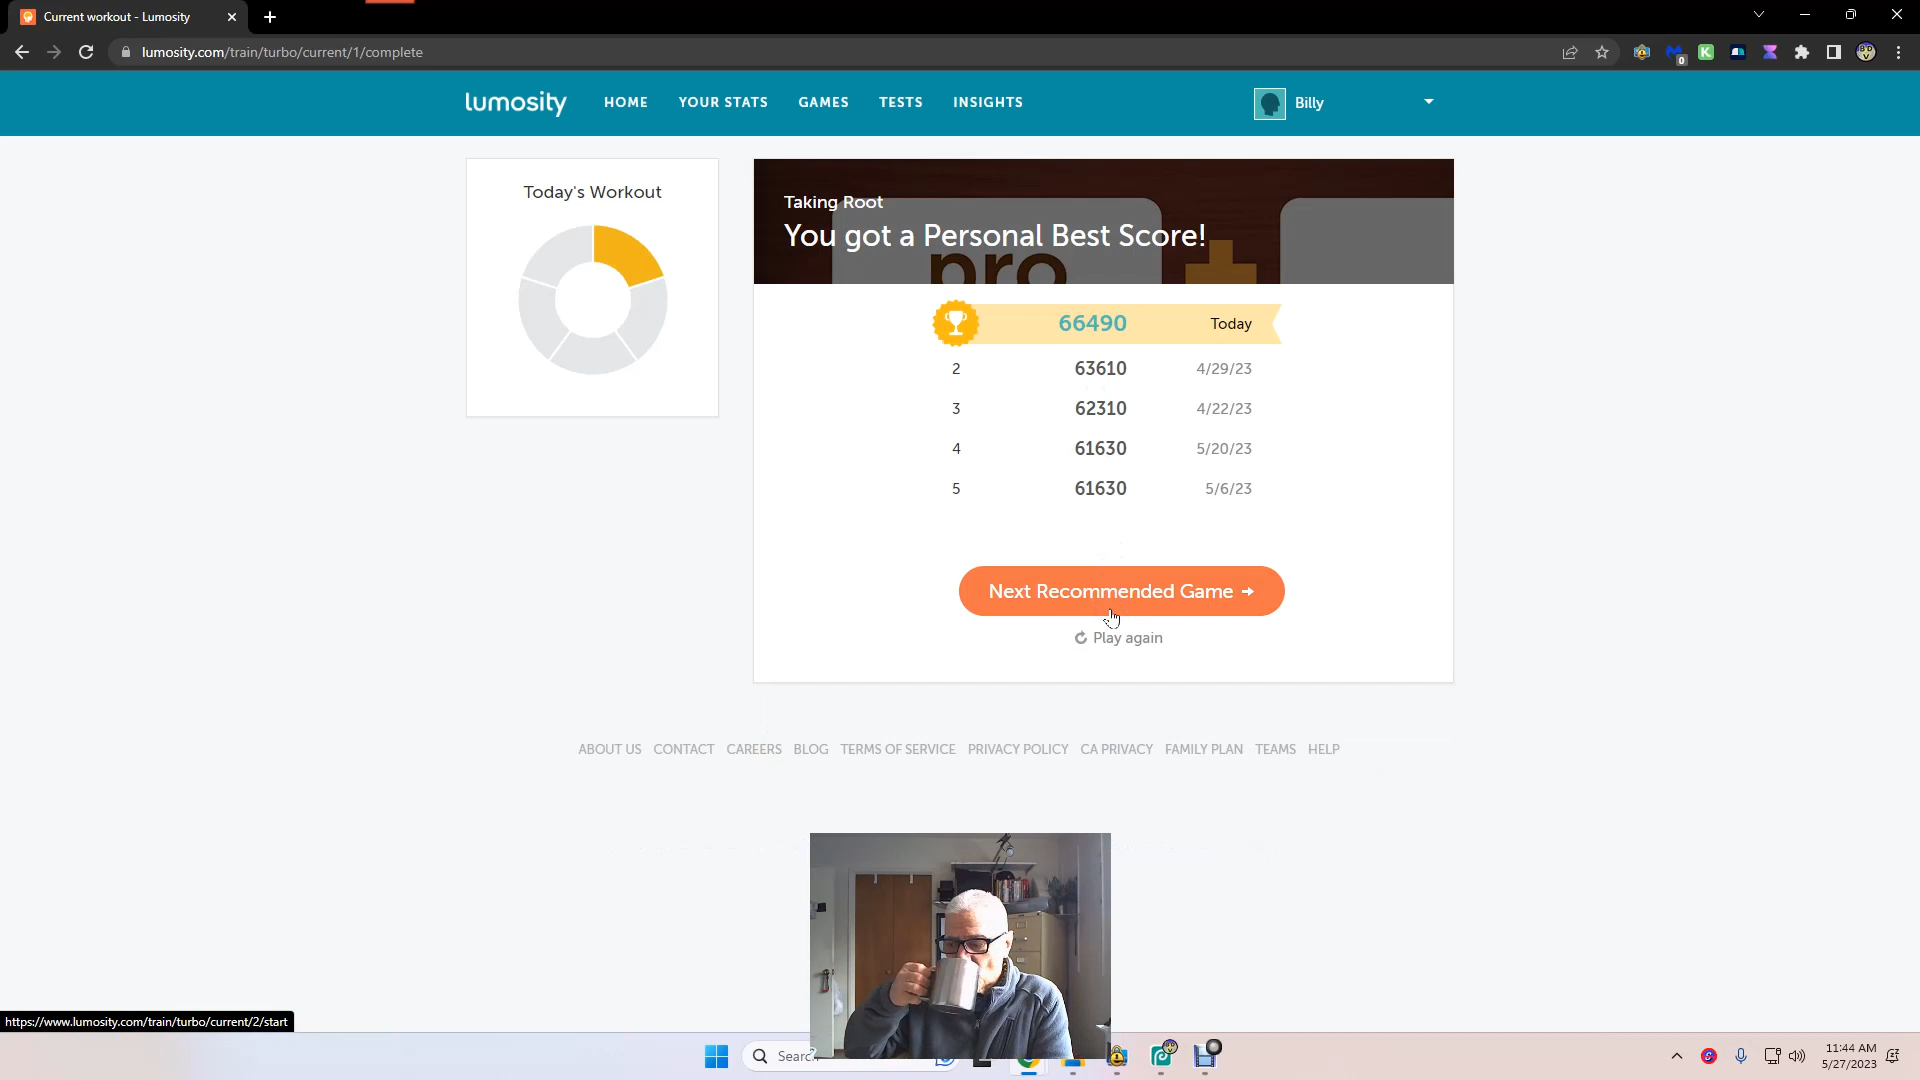 Current workout - Lumosity
lumosity.com/train/turbo/current/1/complete
0
lumosity HOME YOUR STATS GAMES TESTS INSIGHTS Billy
Today's Workout
Taking Root
You got a Personal Best Score!
pro
66490 Today
2 63610 4/29/23
3 62310 4/22/23
4 61630 5/20/23
5 61630 5/6/23
Next Recommended Game
Play again
ABOUT US CONTACT CAREERS BLOG TERMS OF SERVICE PRIVACY POLICY CA PRIVACY FAMILY PLAN TEAMS HELP
https://www.lumosity.com/train/turbo/current/2/start
Search
11:44 AM
5/27/2023